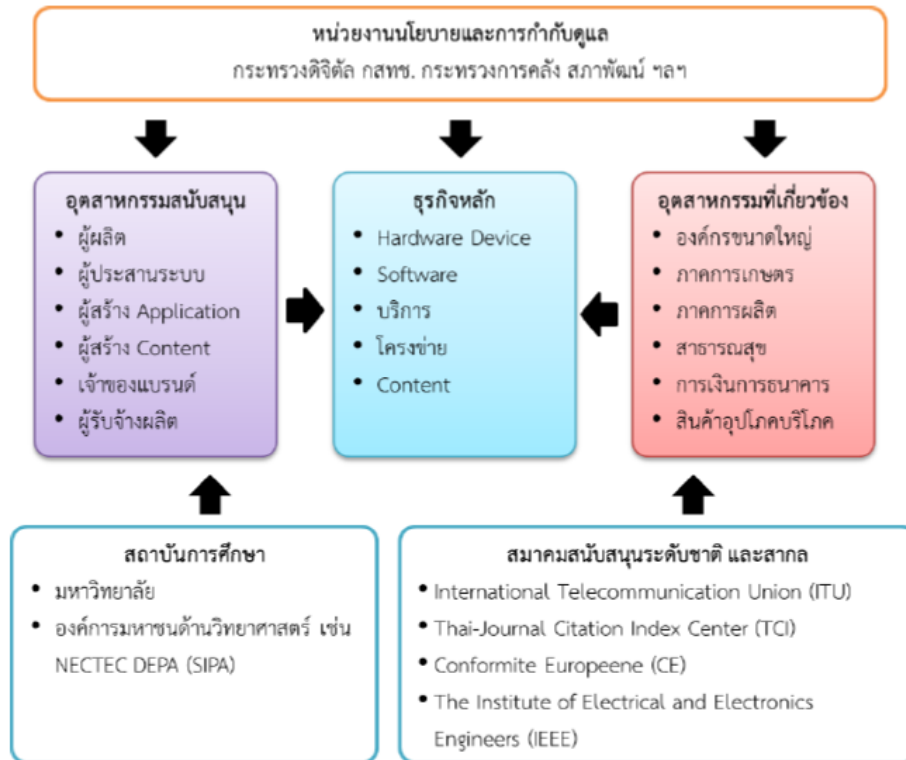 หน่วยงานนโยบายและการกำกับดูแล
กระทรวงดิจิตัล กสทช. กระทรวงการคลัง สภาพัฒน์ ฯลฯ
อุตสาหกรรมสนับสนุน
• ผู้ผลิต
• ผู้ประสานระบบ
• ผู้สร้าง Application
• ผู้สร้าง Content
• เจ้าของแบรนด์
• ผู้รับจ้างผลิต
ธุรกิจหลัก
• Hardware Device
• Software
• บริการ
• โครงข่าย
• Content
อุตสาหกรรมที่เกี่ยวข้อง
• องค์กรขนาดใหญ่
• ภาคการเกษตร
• ภาคการผลิต
• สาธารณสุข
• การเงินการธนาคาร
• สินค้าอุปโภคบริโภค
สถาบันการศึกษา
• มหาวิทยาลัย
• องค์การมหาชนด้านวิทยาศาสตร์ เช่น
NECTEC DEPA (SIPA)
สมาคมสนับสนุนระดับชาติ และสากล
• International Telecommunication Union (ITU)
• Thai-Journal Citation Index Center (TCI)
• Conformite Europeene (CE)
• The Institute of Electrical and Electronics
Engineers (IEEE)